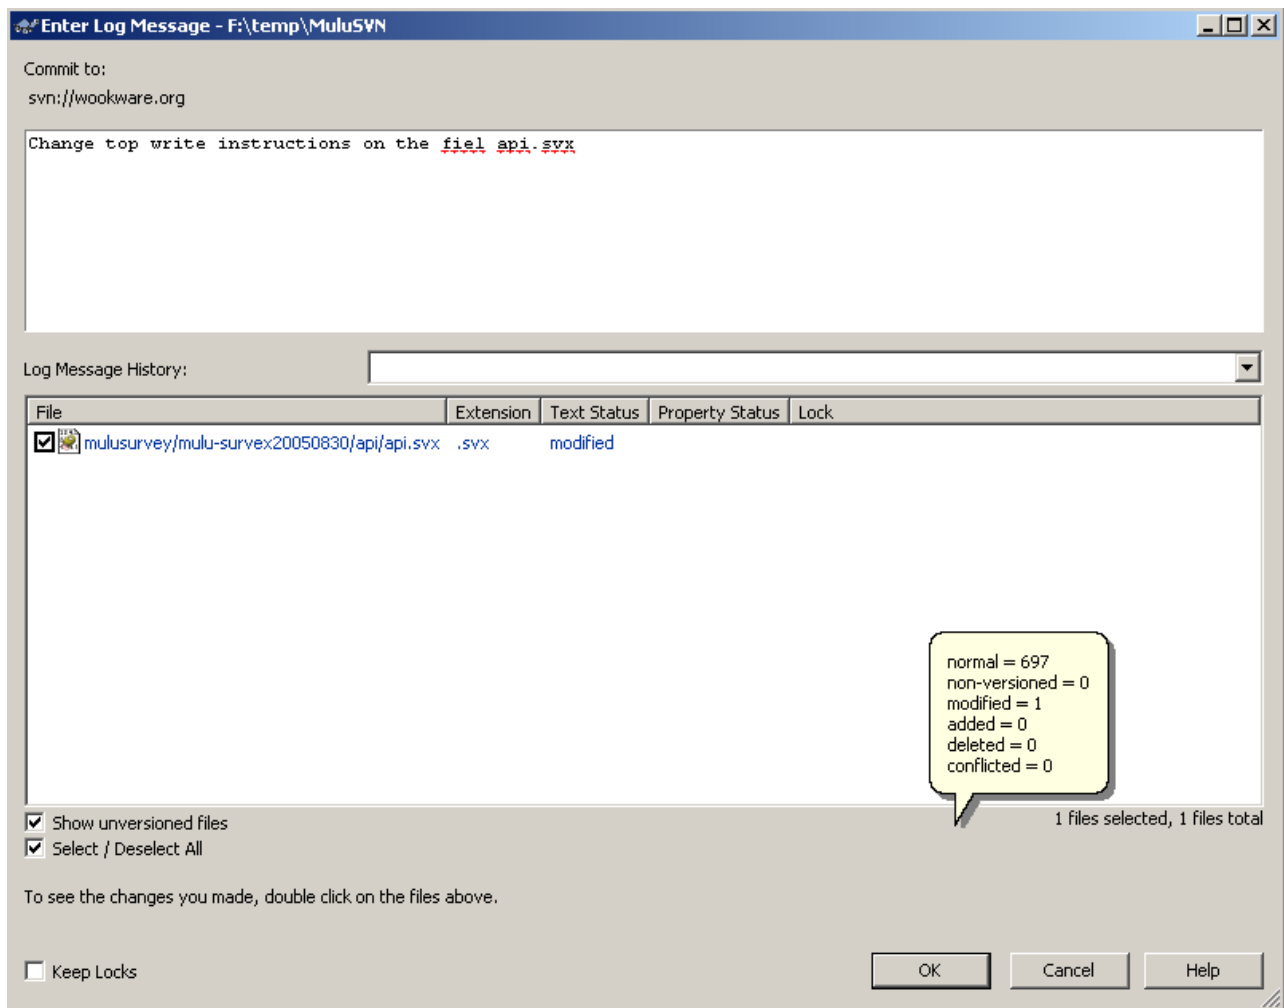 Enter Log Message - F:\temp\MuluSVN
Commit to:
svn://wookware.org
Change top write instructions on the fiel api.svx
Log Message History:
File Extension Text Status Property Status Lock
mulusurvey/mulu-survex20050830/api/api.svx .svx modified
normal = 697
non-versioned = 0
modified = 1
added = 0
deleted = 0
conflicted = 0
Show unversioned files 1 files selected, 1 files total
Select / Deselect All
To see the changes you made, double click on the files above.
Keep Locks OK Cancel Help